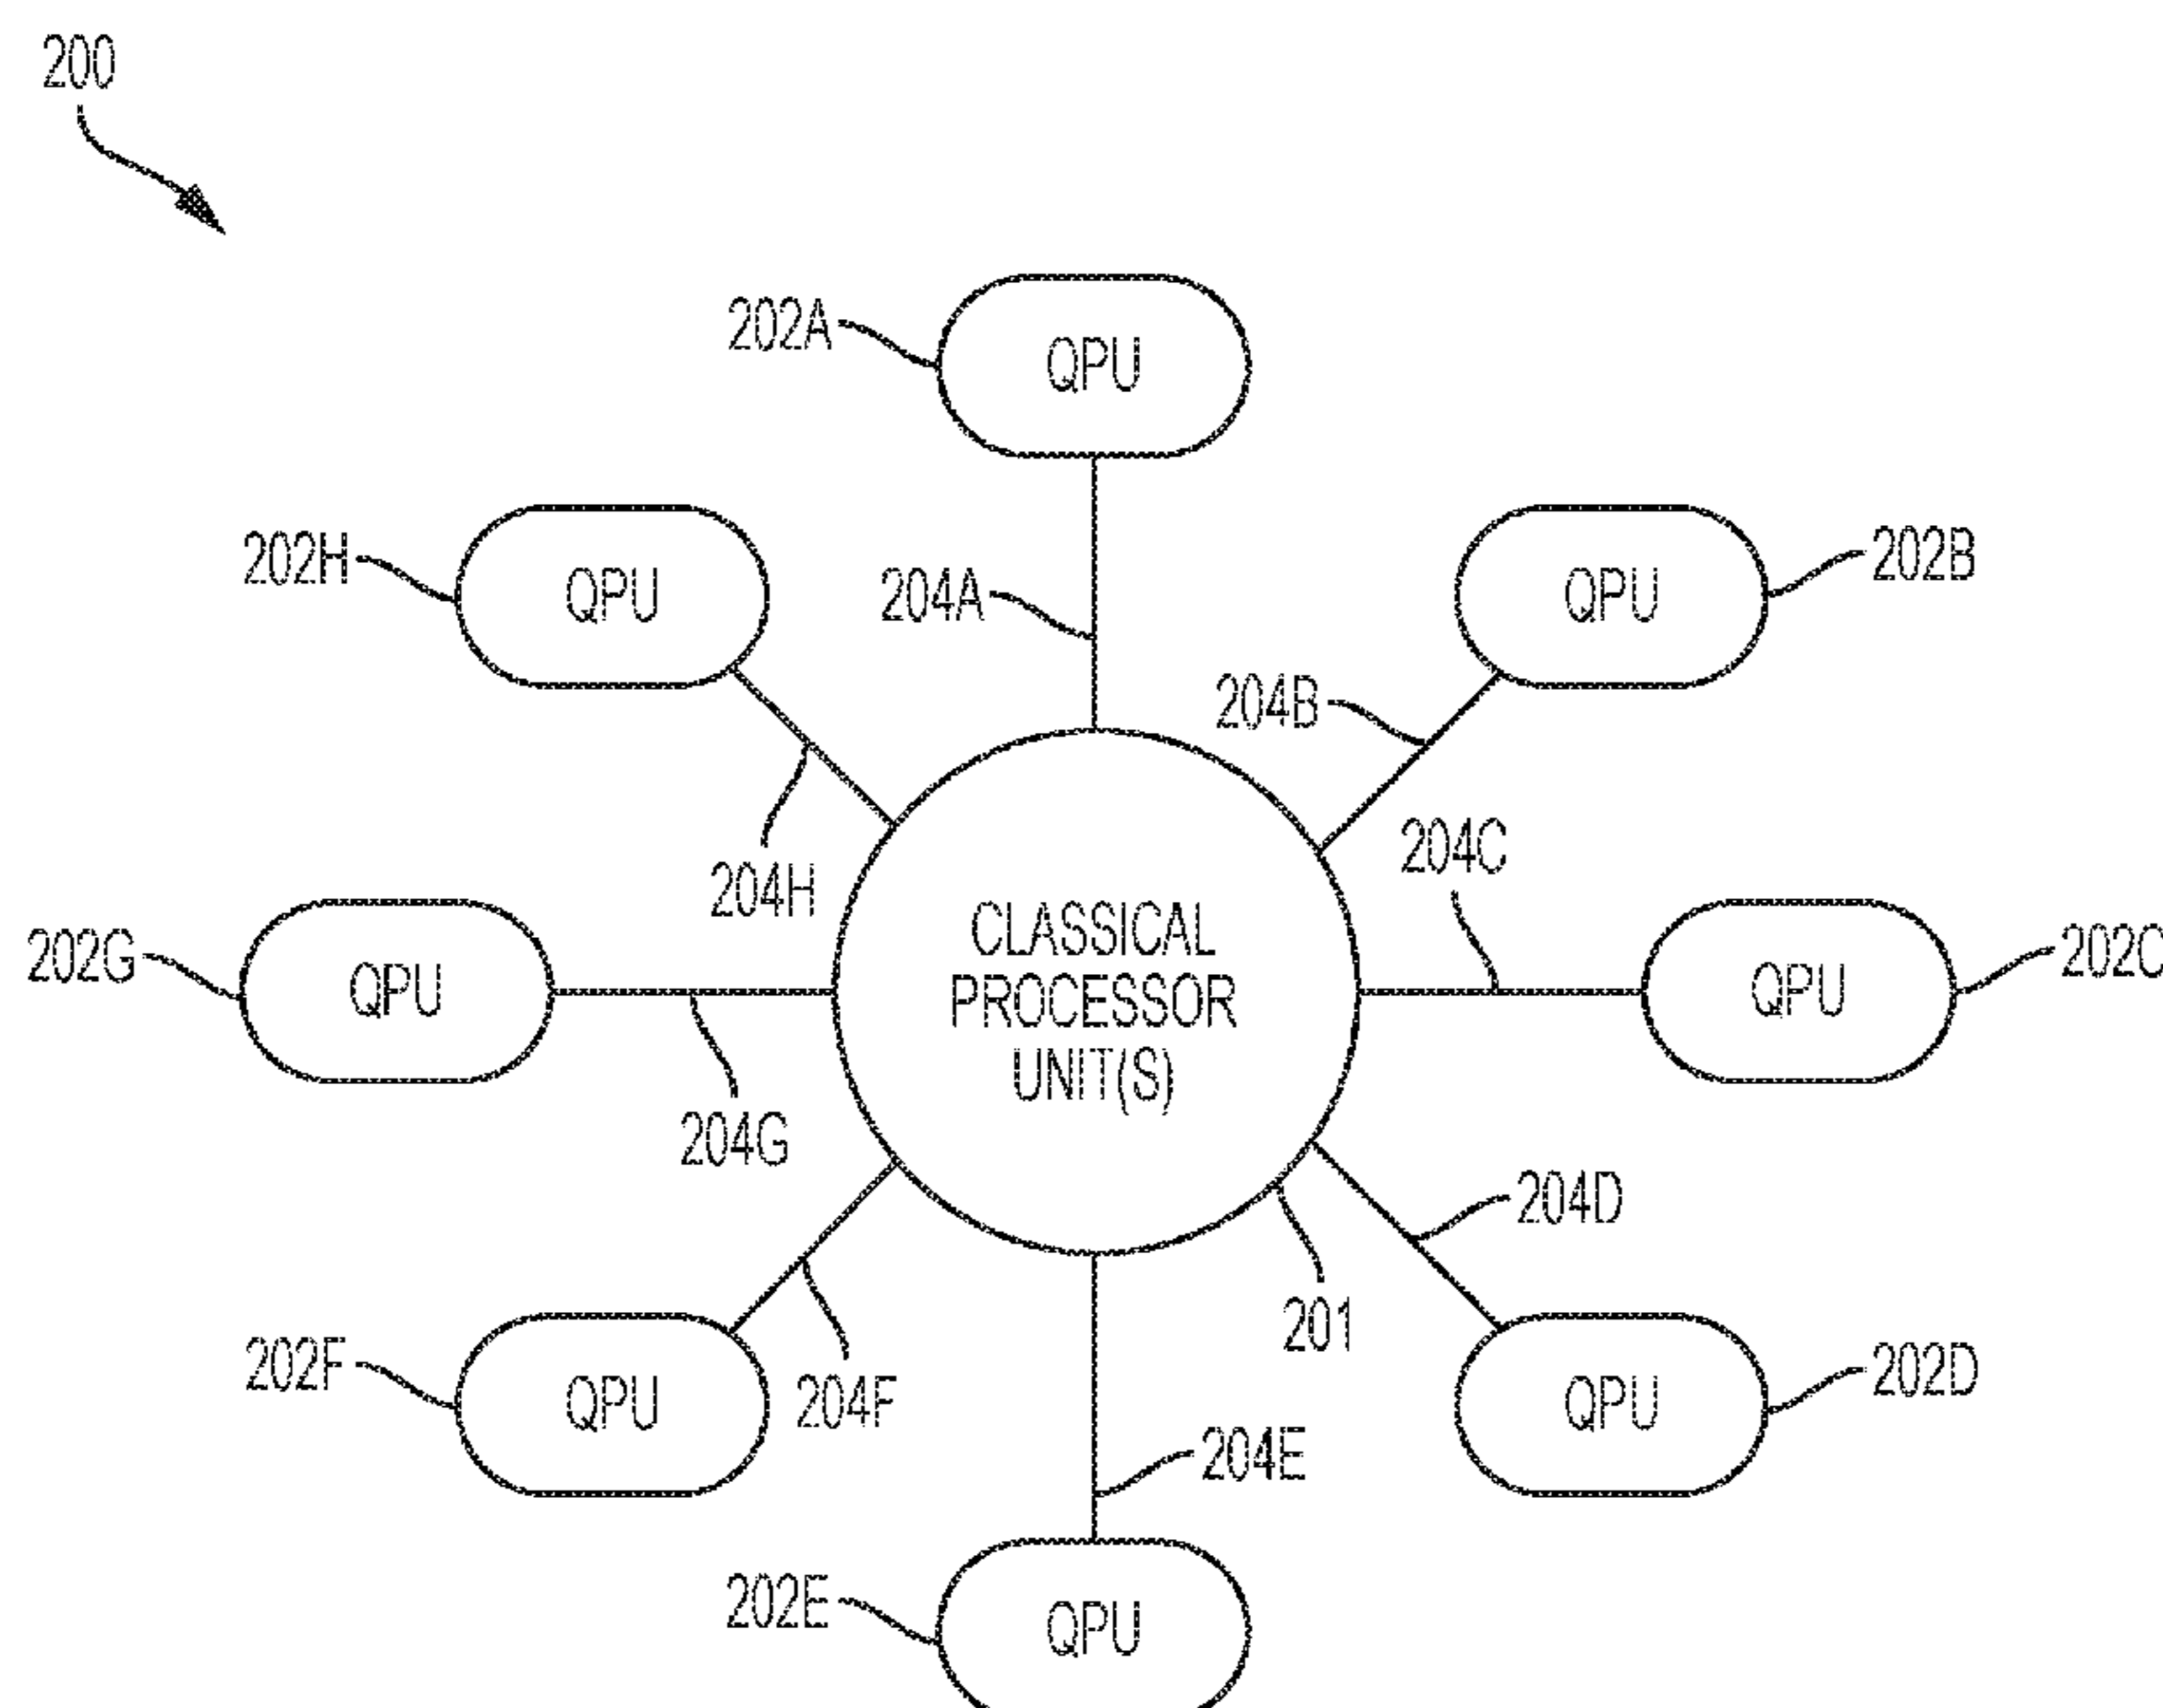 200
202A
QPU
202H
QPU
204A
QPU
202B
204B
204C
204H
CLASSICAL
PROCESSOR
UNIT(S)
202G
QPU
QPU
202C
204G
204D
201
202F
QPU
204F
QPU
202D
204E
202E
QPU